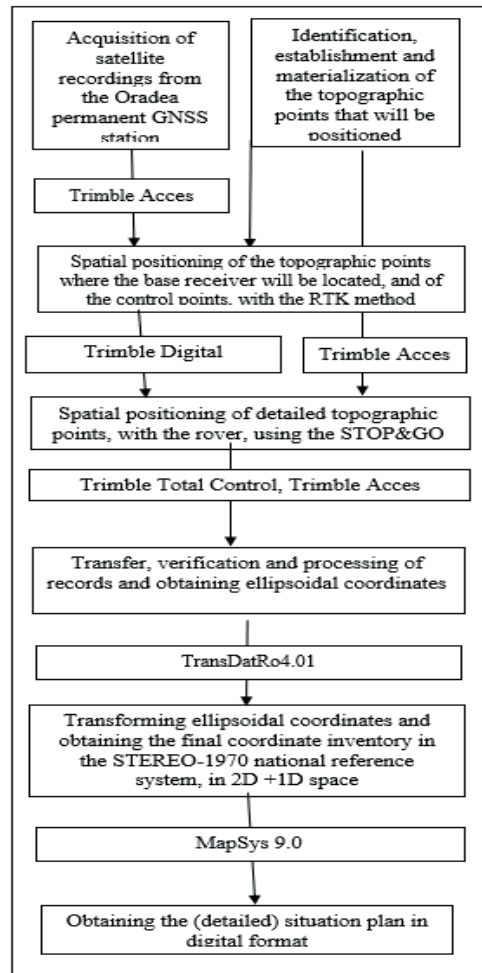 Acquisition of
satellite
recordings from
the Oradea
permanent GNSS
station
Identification,
establishment and
materialization of
the topographic
points that will be
positioned
Trimble Acces
Spatial positioning of the topographic points
where the base receiver will be located, and of
the control points, with the RTK method
Trimble Digital
Trimble Acces
Spatial positioning of detailed topographic
points, with the rover, using the STOP&GO
Trimble Total Control, Trimble Acces
Transfer, verification and processing of
records and obtaining ellipsoidal coordinates
TransDatRo4.01
Transforming ellipsoidal coordinates and
obtaining the final coordinate inventory in
the STEREO-1970 national reference
system, in 2D +1D space
MapSys 9.0
Obtaining the (detailed) situation plan in
digital format